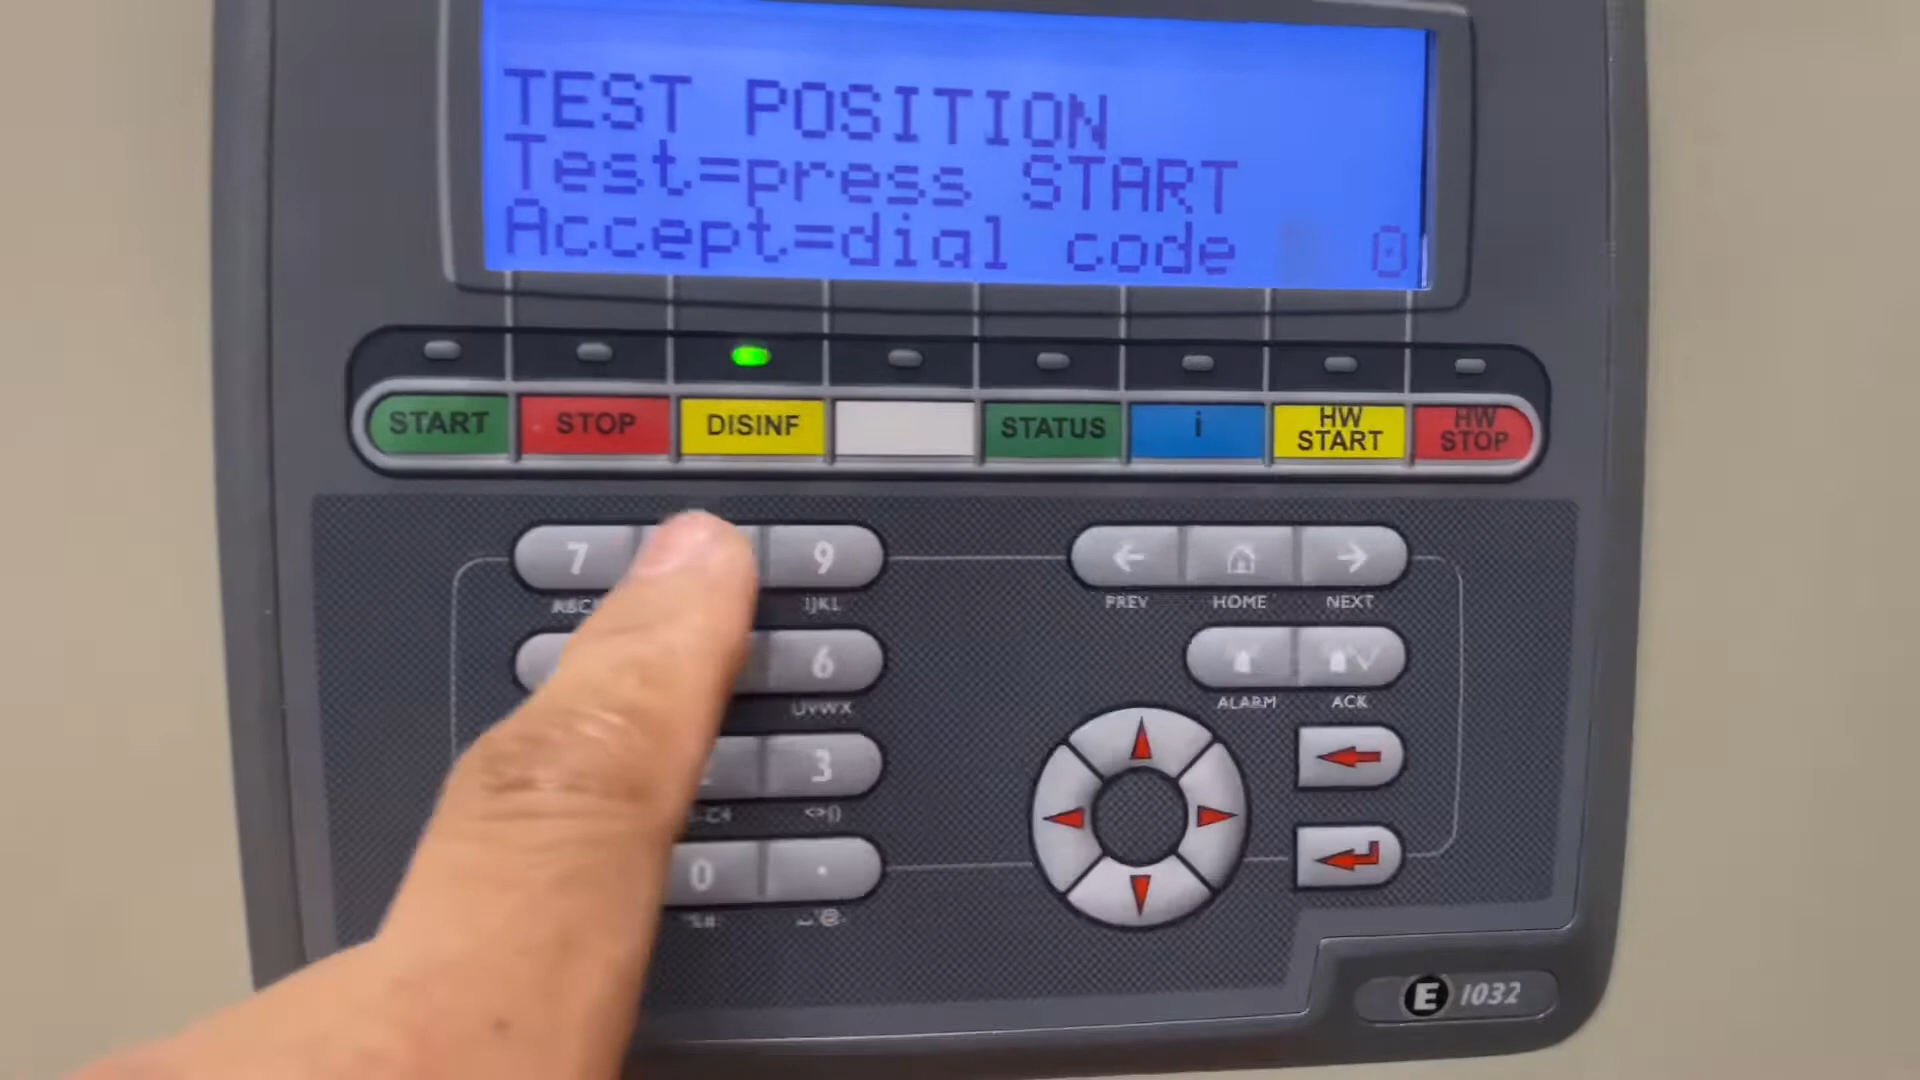 TEST POSITION
Test=press START
Accept=dial code 0
START STOP DISINF STATUS i HW START HW STOP
7 9
ABC IJKL
PREV HOME NEXT
6
UVWX
ALARM ACK
3
<>()
0 .
E 1032